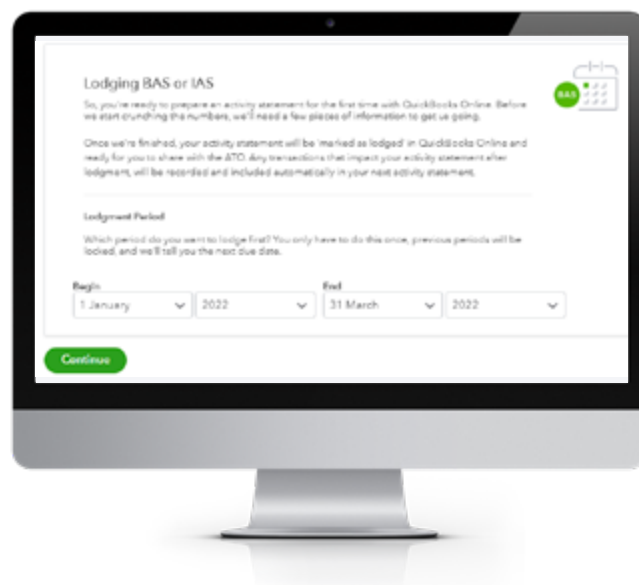 Lodging BAS or IAS
BAS
So, you're ready to prepare an activity statement for the first time with QuickBooks Online. Before
we start crunching the numbers, we'll need a few pieces of information to get us going.
Once we're finished, your activity statement will be 'marked as lodged' in QuickBooks Online and
ready for you to share with the ATO. Any transactions that impact your activity statement after
lodgment, will be recorded and included automatically in your next activity statement.
Lodgment Period
Which period do you want to lodge first? You only have to do this once, previous periods will be
locked, and we'll tell you the next due date.
Begin End
1 January 2022 31 March 2022
Continue